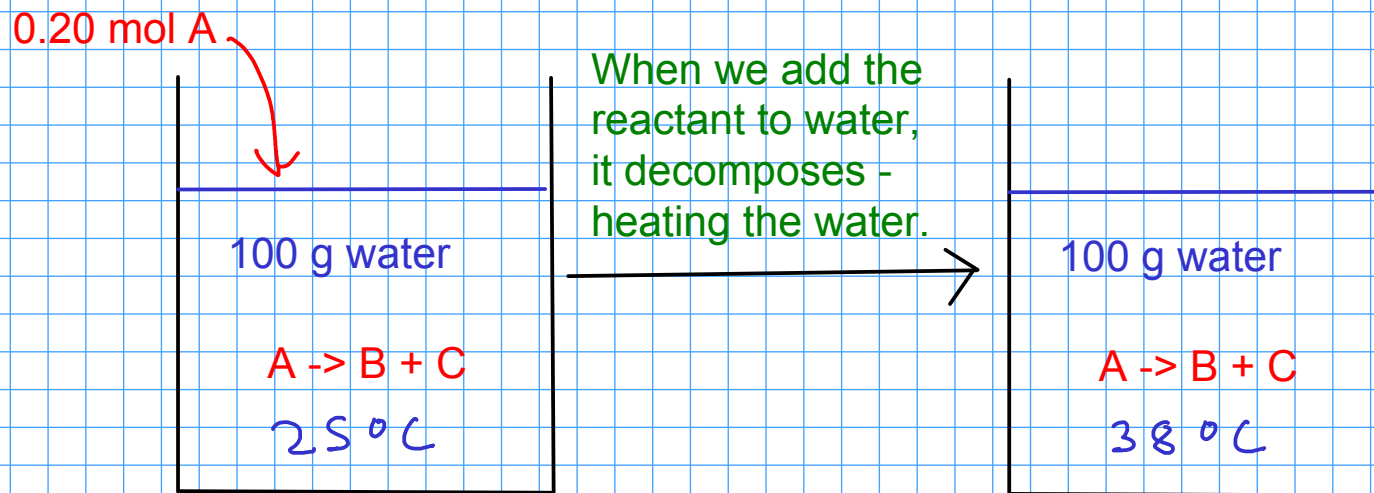 0.20 mol A
When we add the
reactant to water,
it decomposes -
heating the water.
100 g water
100 g water
A -> B + C
A -> B + C
25°C
38°C